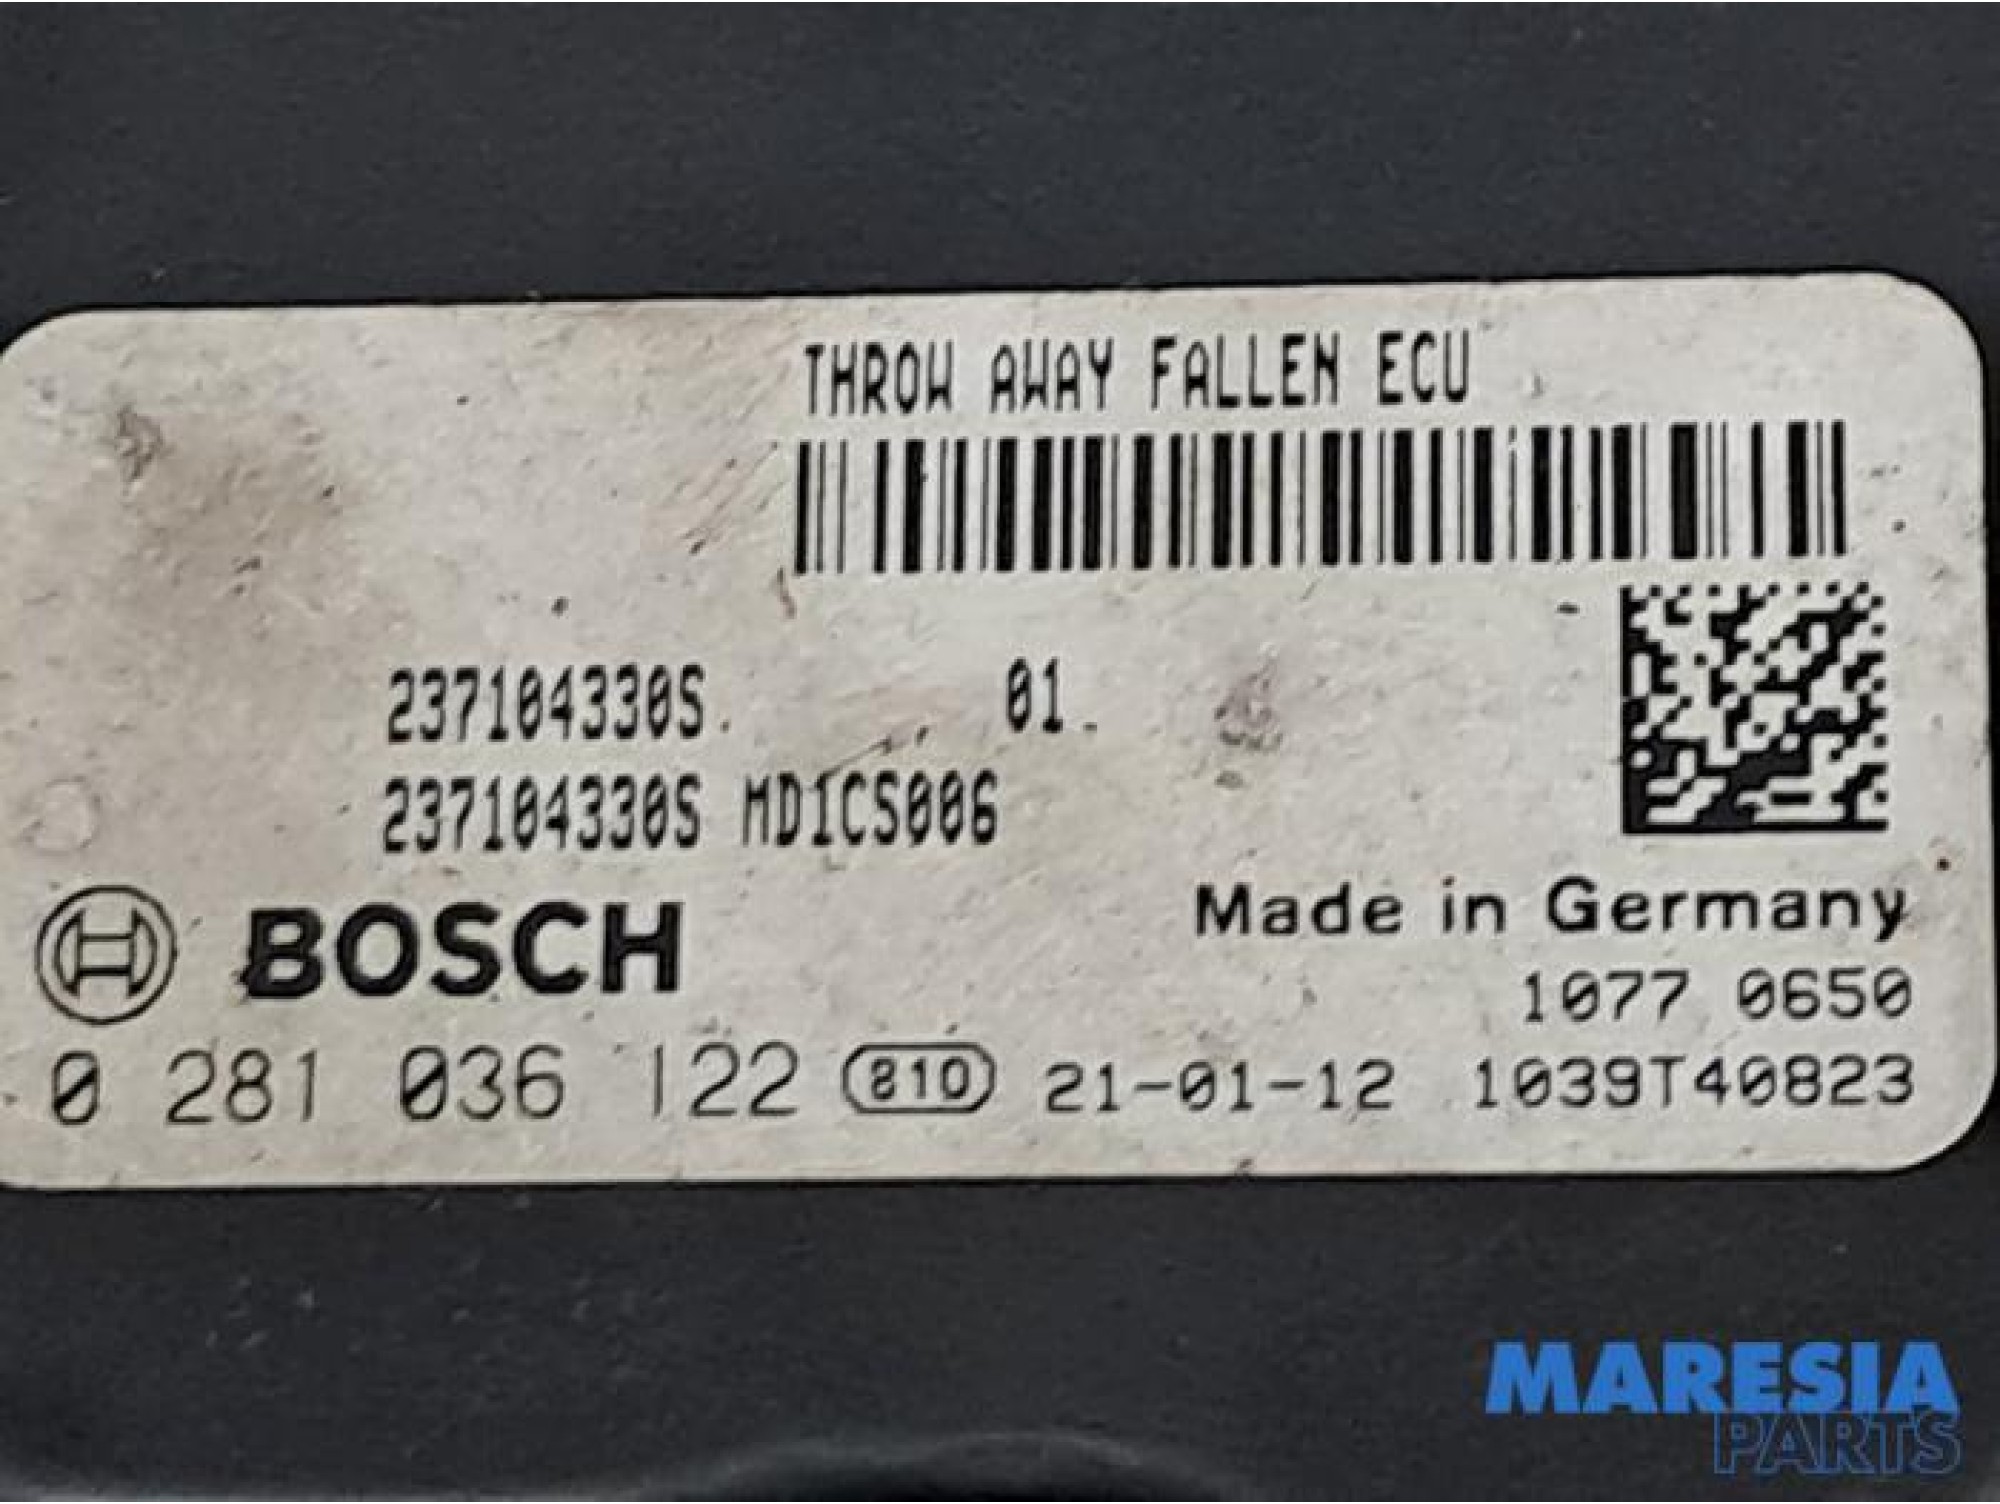 THROW AWAY FALLEN ECU
237104330S 01
237104330S MD1CS006
BOSCH
Made in Germany
1077 0650
0 281 036 122 810 21-01-12 1039T40823
MARESIA
PARTS